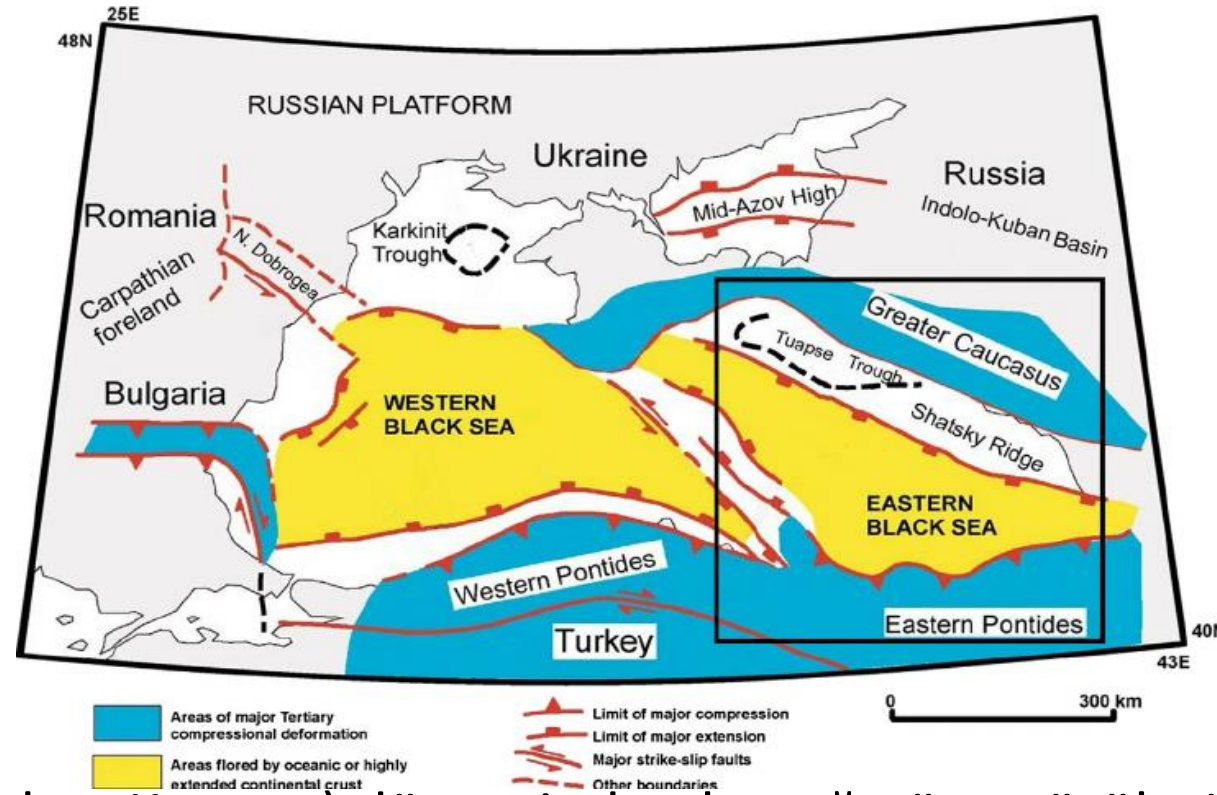 25E
48N
RUSSIAN PLATFORM
Ukraine
Russia
Mid-Azov High
Indolo-Kuban Basin
Romania
N. Dobrogea
Karkinit
Trough
Carpathian
foreland
Greater Caucasus
Tuapse Trough
Bulgaria
WESTERN
BLACK SEA
Shatsky Ridge
EASTERN
BLACK SEA
Western Pontides
Turkey
Eastern Pontides
40N
43E
0 300 km
Areas of major Tertiary
compressional deformation
Areas flored by oceanic or highly
extended continental crust
Limit of major compression
Limit of major extension
Major strike-slip faults
Other boundaries